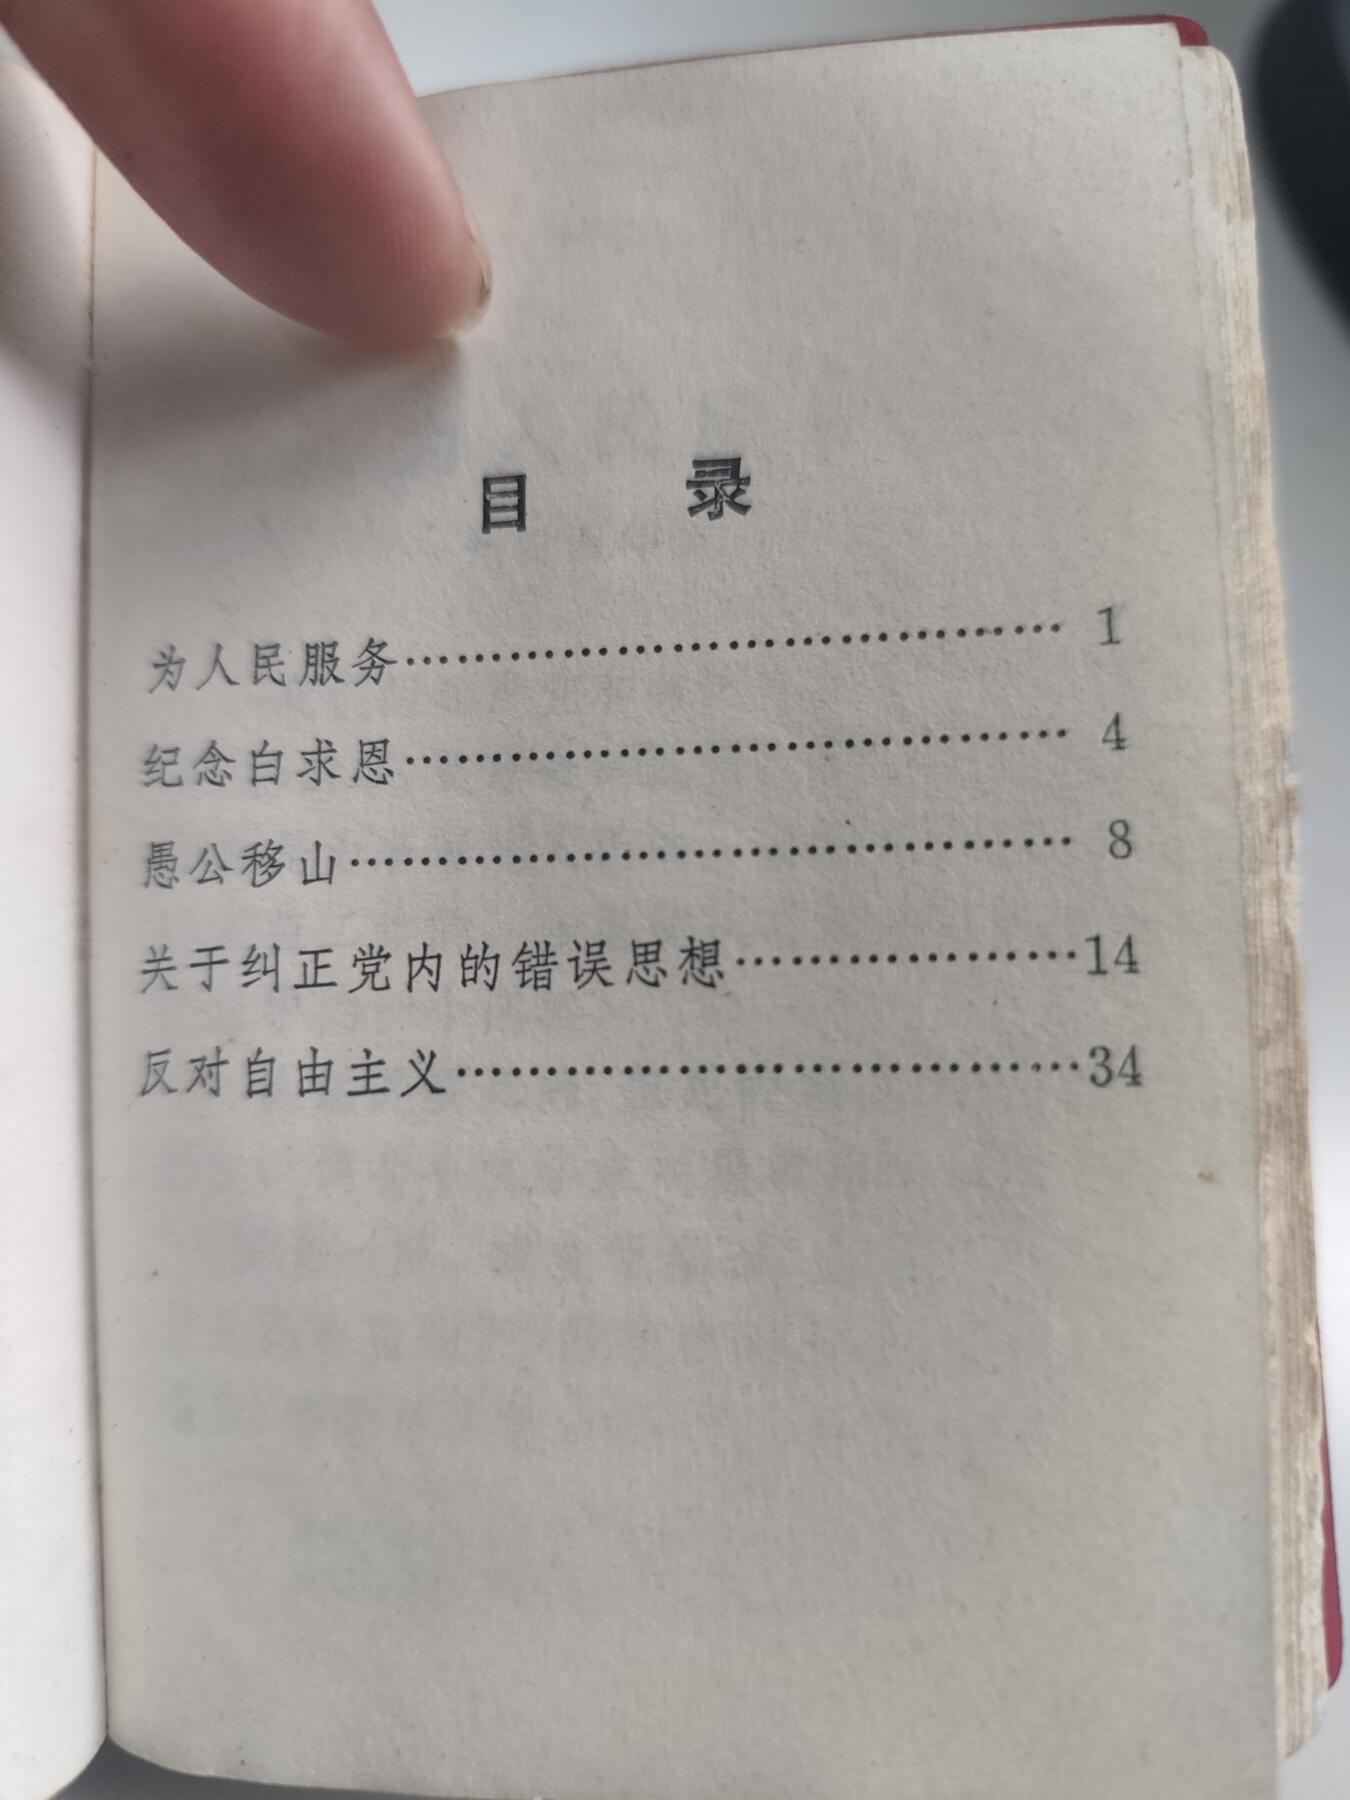 目 录
为人民服务…………………………………… 1
纪念白求恩…………………………………… 4
愚公移山……………………………………… 8
关于纠正党内的错误思想…………………14
反对自由主义…………………………………34